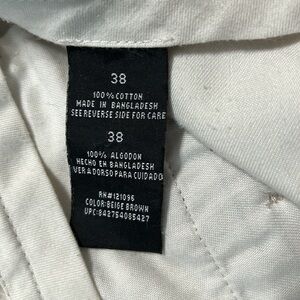 38
100% COTTON
MADE IN BANGLADESH
SEE REVERSE SIDE FOR CARE
38
100% ALGODON
HECHO EN BANGLADESH
VER A DORSO PARA CUIDADO
RN#121096
COLOR:BEIGE BROWN
UPC:842754085427